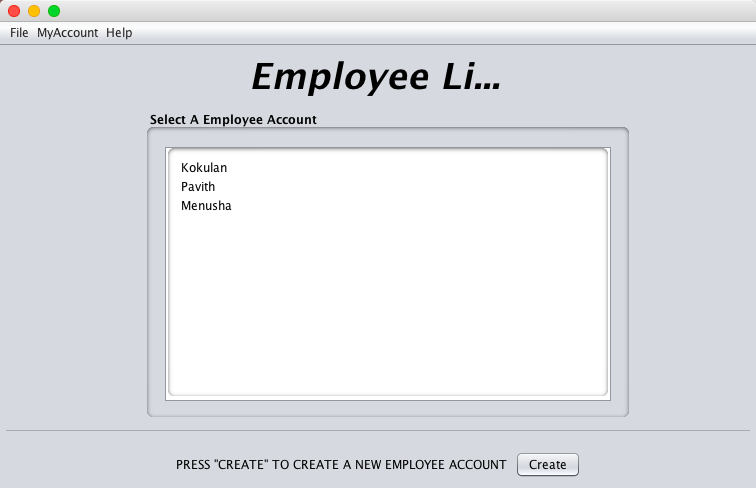 File MyAccount Help
Employee Li...
Select A Employee Account
Kokulan
Pavith
Menusha
PRESS "CREATE" TO CREATE A NEW EMPLOYEE ACCOUNT Create